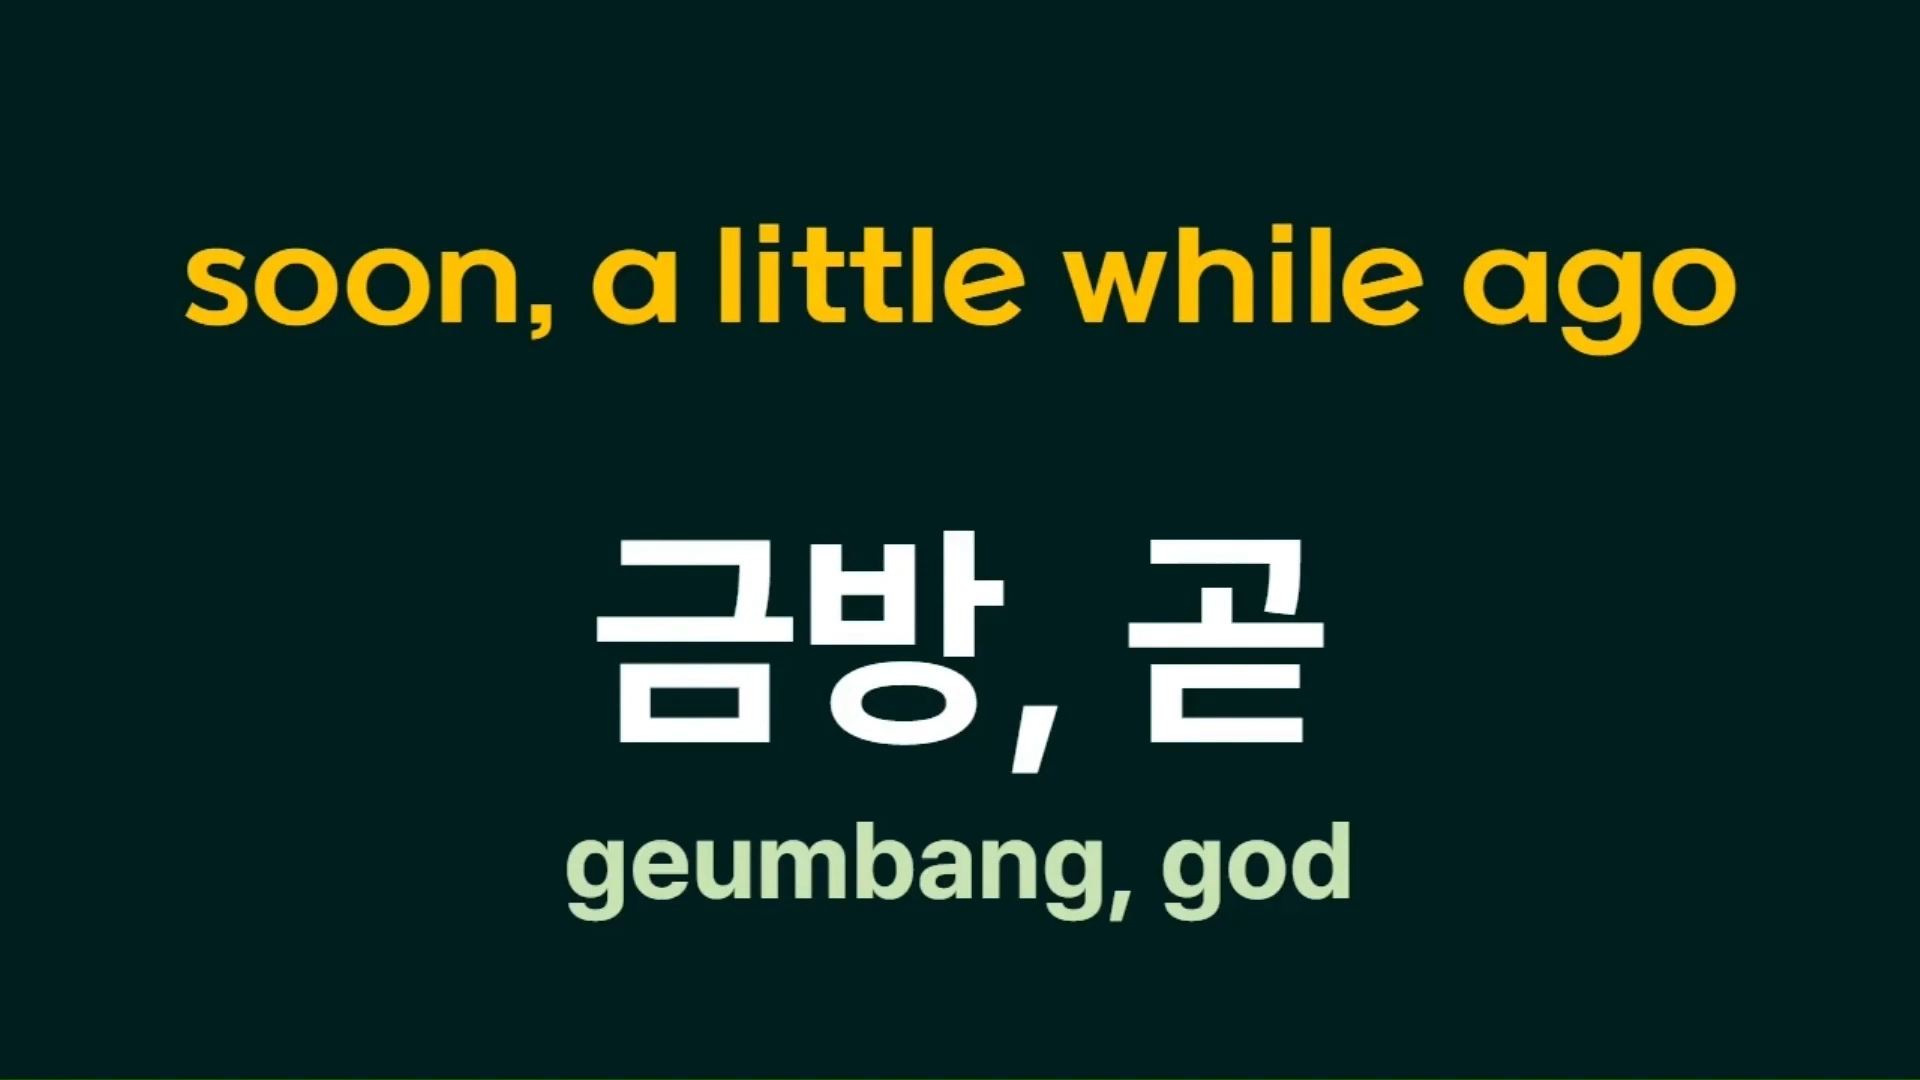 soon, a little while ago
금방, 곧
geumbang, god